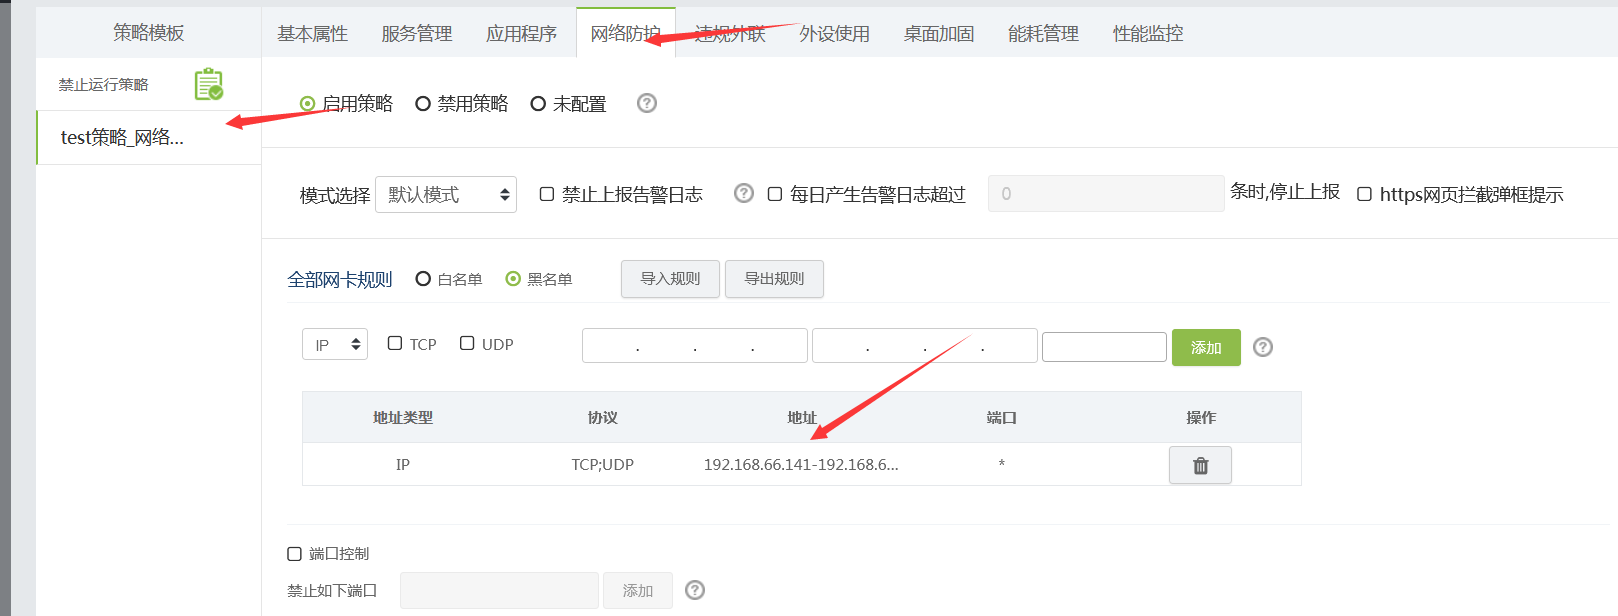 策略模板
基本属性 服务管理 应用程序 网络防护 违规外联 外设使用 桌面加固 能耗管理 性能监控
禁止运行策略
test策略_网络...
启用策略 禁用策略 未配置 ?
模式选择 默认模式 禁止上报告警日志 ? 每日产生告警日志超过 0 条时,停止上报 https网页拦截弹框提示
全部网卡规则 白名单 黑名单 导入规则 导出规则
IP TCP UDP . . . . . . 添加 ?
地址类型 协议 地址 端口 操作
IP TCP;UDP 192.168.66.141-192.168.6... *
端口控制
禁止如下端口 添加 ?